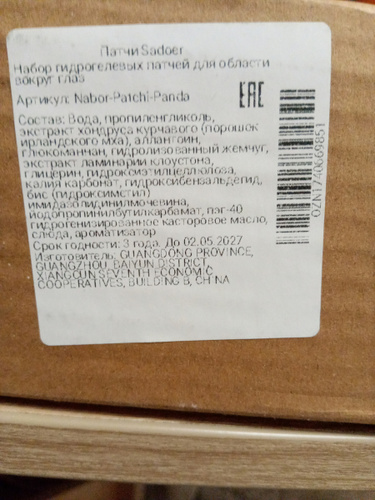 Патчи Sadoer
Набор гидрогелевых патчей для области
вокруг глаз
Артикул: Nabor-Patchi-Panda
EAC
Состав: Вода, пропиленгликоль,
экстракт хондруса курчавого (порошок
ирландского мха), аллантоин,
глюкоманнан, гидролизованный жемчуг,
экстракт ламинарии клоустона,
глицерин, гидроксиэтилцеллюлоза,
калия карбонат, гидроксибензальдегид,
бис (гидроксиметил)
имидазолидинилмочевина,
йодопропинилбутилкарбамат, пэг-40
гидрогенизированное касторовое масло,
слюда, ароматизатор
Срок годности: 3 года. До 02.05.2027
Изготовитель: GUANGDONG PROVINCE,
GUANGZHOU, BAIYUN DISTRICT,
XIANGOUN SEVENTH ECONOMIC
COOPERATIVES, BUILDING B, CHINA
OZN1740669851